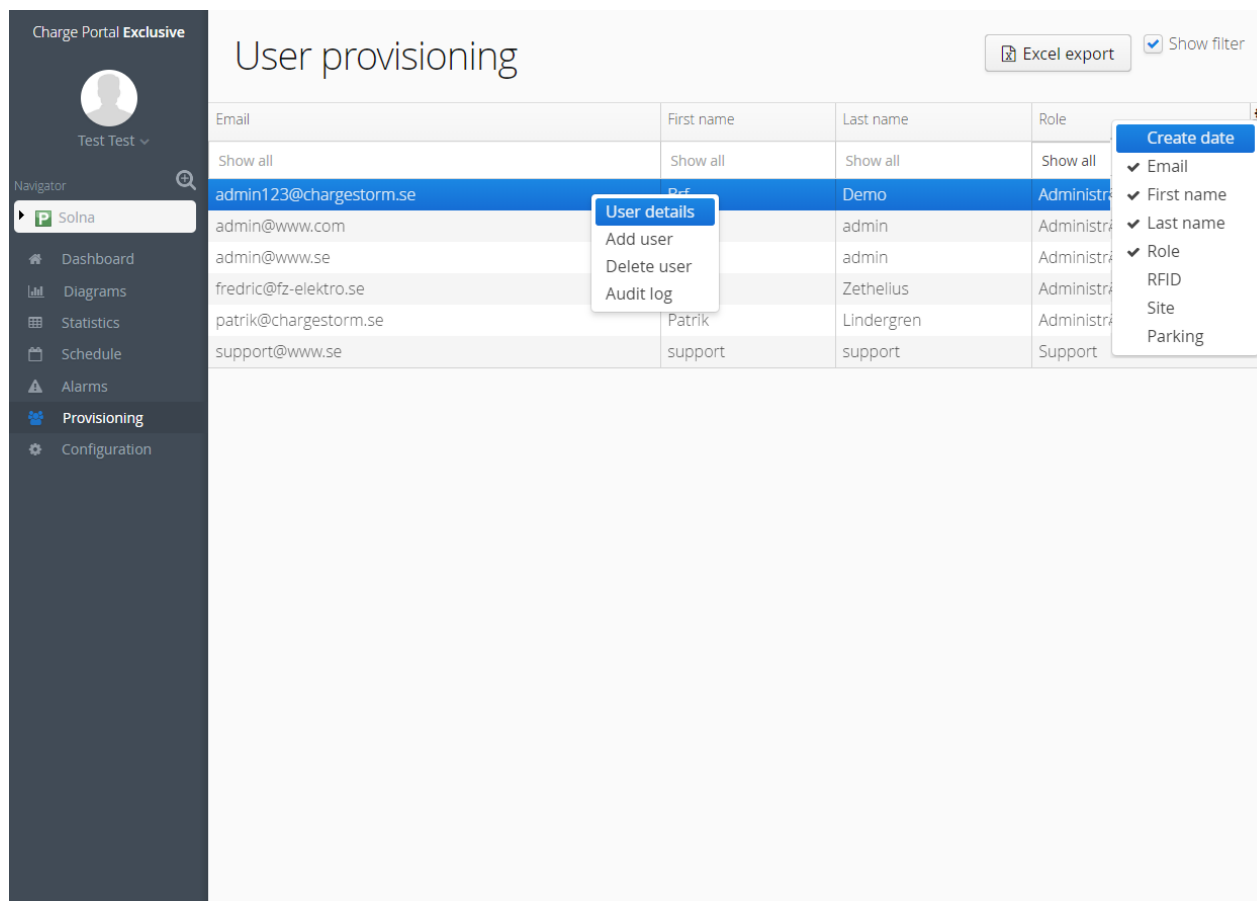 Charge Portal Exclusive
Test Test
Navigator
Solna
Dashboard
Diagrams
Statistics
Schedule
Alarms
Provisioning
Configuration
User provisioning
Excel export
Show filter
Email First name Last name Role
Show all Show all Show all Show all
admin123@chargestorm.se Brf Demo
admin@www.com admin
admin@www.se admin
fredric@fz-elektro.se Zethelius
patrik@chargestorm.se Patrik Lindergren
support@www.se support support Support
User details
Add user
Delete user
Audit log
Create date
Email
First name
Last name
Role
RFID
Site
Parking